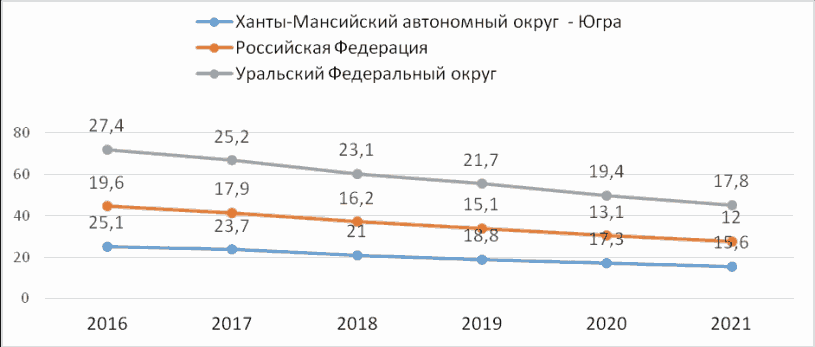 Ханты-Мансийский автономный округ - Югра
Российская Федерация
Уральский Федеральный округ
80
60
40
20
0
27,4 25,2 23,1 21,7 19,4 17,8
19,6 17,9 16,2 15,1 13,1 12
25,1 23,7 21 18,8 17,3 15,6
2016 2017 2018 2019 2020 2021